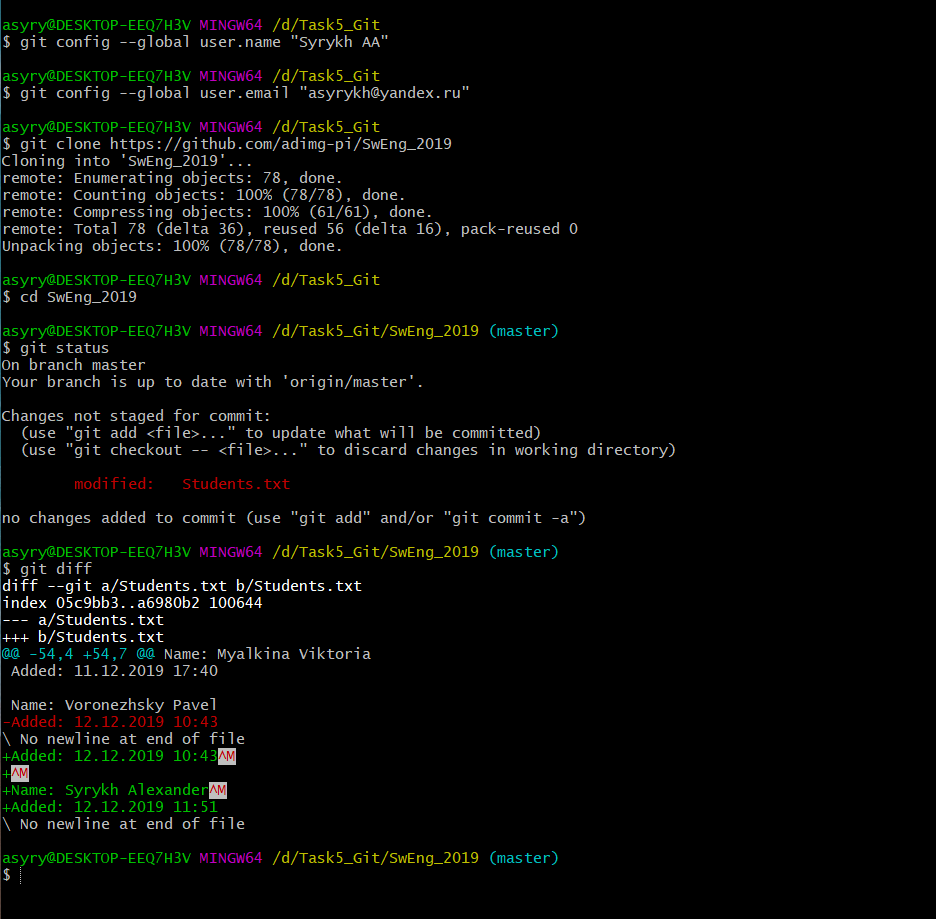 asyry@DESKTOP-EEQ7H3V MINGW64 /d/Task5_Git
$ git config --global user.name "Syrykh AA"

asyry@DESKTOP-EEQ7H3V MINGW64 /d/Task5_Git
$ git config --global user.email "asyrykh@yandex.ru"

asyry@DESKTOP-EEQ7H3V MINGW64 /d/Task5_Git
$ git clone https://github.com/adimg-pi/SwEng_2019
Cloning into 'SwEng_2019'...
remote: Enumerating objects: 78, done.
remote: Counting objects: 100% (78/78), done.
remote: Compressing objects: 100% (61/61), done.
remote: Total 78 (delta 36), reused 56 (delta 16), pack-reused 0
Unpacking objects: 100% (78/78), done.

asyry@DESKTOP-EEQ7H3V MINGW64 /d/Task5_Git
$ cd SwEng_2019

asyry@DESKTOP-EEQ7H3V MINGW64 /d/Task5_Git/SwEng_2019 (master)
$ git status
On branch master
Your branch is up to date with 'origin/master'.

Changes not staged for commit:
  (use "git add <file>..." to update what will be committed)
  (use "git checkout -- <file>..." to discard changes in working directory)

        modified:   Students.txt

no changes added to commit (use "git add" and/or "git commit -a")

asyry@DESKTOP-EEQ7H3V MINGW64 /d/Task5_Git/SwEng_2019 (master)
$ git diff
diff --git a/Students.txt b/Students.txt
index 05c9bb3..a6980b2 100644
--- a/Students.txt
+++ b/Students.txt
@@ -54,4 +54,7 @@ Name: Myalkina Viktoria
 Added: 11.12.2019 17:40

 Name: Voronezhsky Pavel
-Added: 12.12.2019 10:43
\ No newline at end of file
+Added: 12.12.2019 10:43^M
+^M
+Name: Syrykh Alexander^M
+Added: 12.12.2019 11:51
\ No newline at end of file

asyry@DESKTOP-EEQ7H3V MINGW64 /d/Task5_Git/SwEng_2019 (master)
$